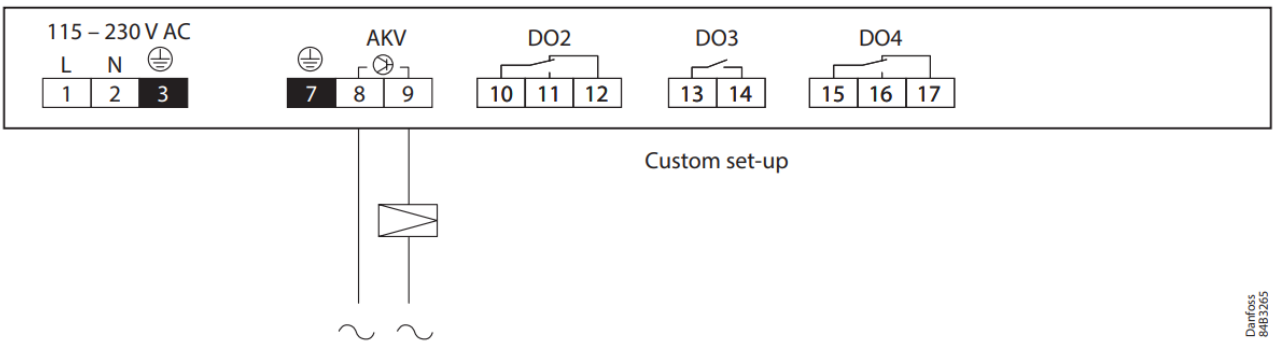 115 – 230 V AC
AKV
DO2
DO3
DO4
L N
1 2 3
7 8 9
10 11 12
13 14
15 16 17
Custom set-up
Danfoss
84B3265